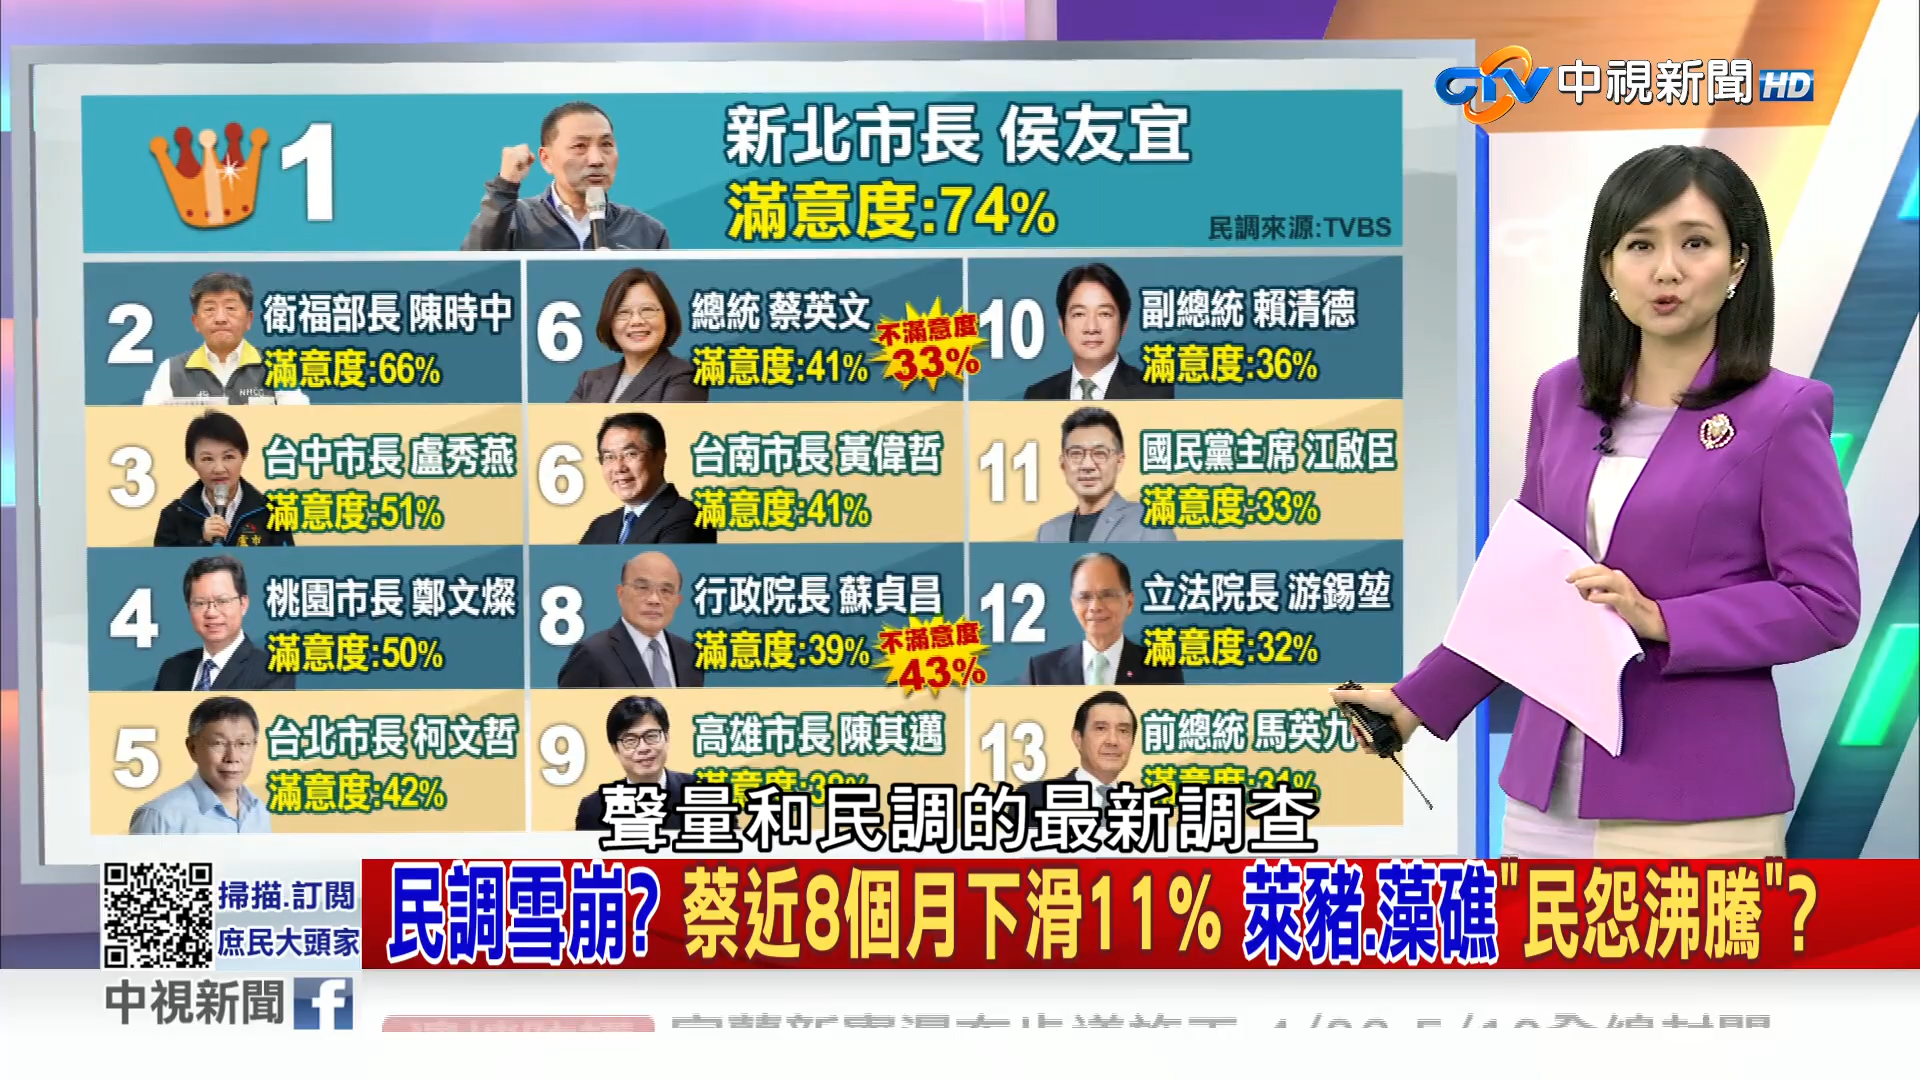 CTV 中視新聞 HD
1
新北市長 侯友宜
滿意度:74%
民調來源:TVBS
2
衛福部長 陳時中
滿意度:66%
3
台中市長 盧秀燕
滿意度:51%
4
桃園市長 鄭文燦
滿意度:50%
5
台北市長 柯文哲
滿意度:42%
6
總統 蔡英文
滿意度:41%
不滿意度
33%
6
台南市長 黃偉哲
滿意度:41%
8
行政院長 蘇貞昌
滿意度:39%
不滿意度
43%
9
高雄市長 陳其邁
10
副總統 賴清德
滿意度:36%
11
國民黨主席 江啟臣
滿意度:33%
12
立法院長 游錫堃
滿意度:32%
13
前總統 馬英九
滿意度:31%
聲量和民調的最新調查
民調雪崩? 蔡近8個月下滑11% 萊豬.藻礁"民怨沸騰"?
掃描.訂閱
庶民大頭家
中視新聞 f